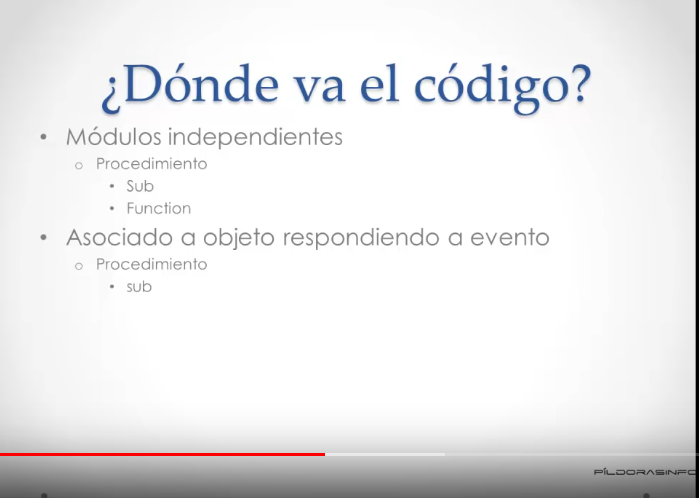 ¿Dónde va el código?
• Módulos independientes
o Procedimiento
• Sub
• Function
• Asociado a objeto respondiendo a evento
o Procedimiento
• sub
PÍLDORASINFO